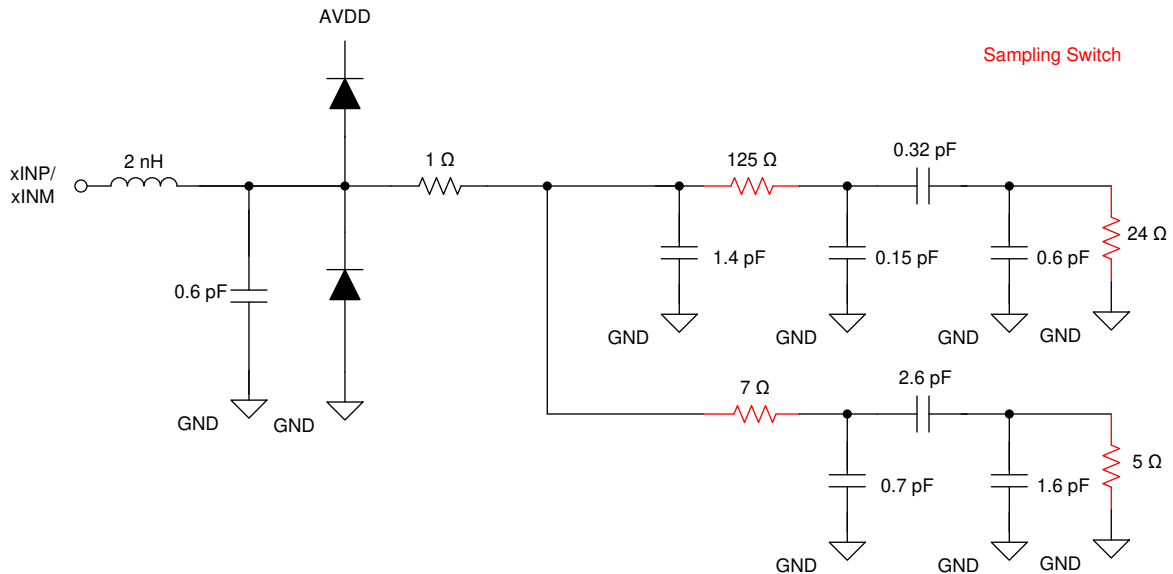 AVDD
Sampling Switch
xINP/
xINM
2 nH
1 Ω
125 Ω
0.32 pF
0.6 pF
1.4 pF
0.15 pF
0.6 pF
24 Ω
GND
GND
GND
GND
GND
GND
7 Ω
2.6 pF
0.7 pF
1.6 pF
5 Ω
GND
GND
GND